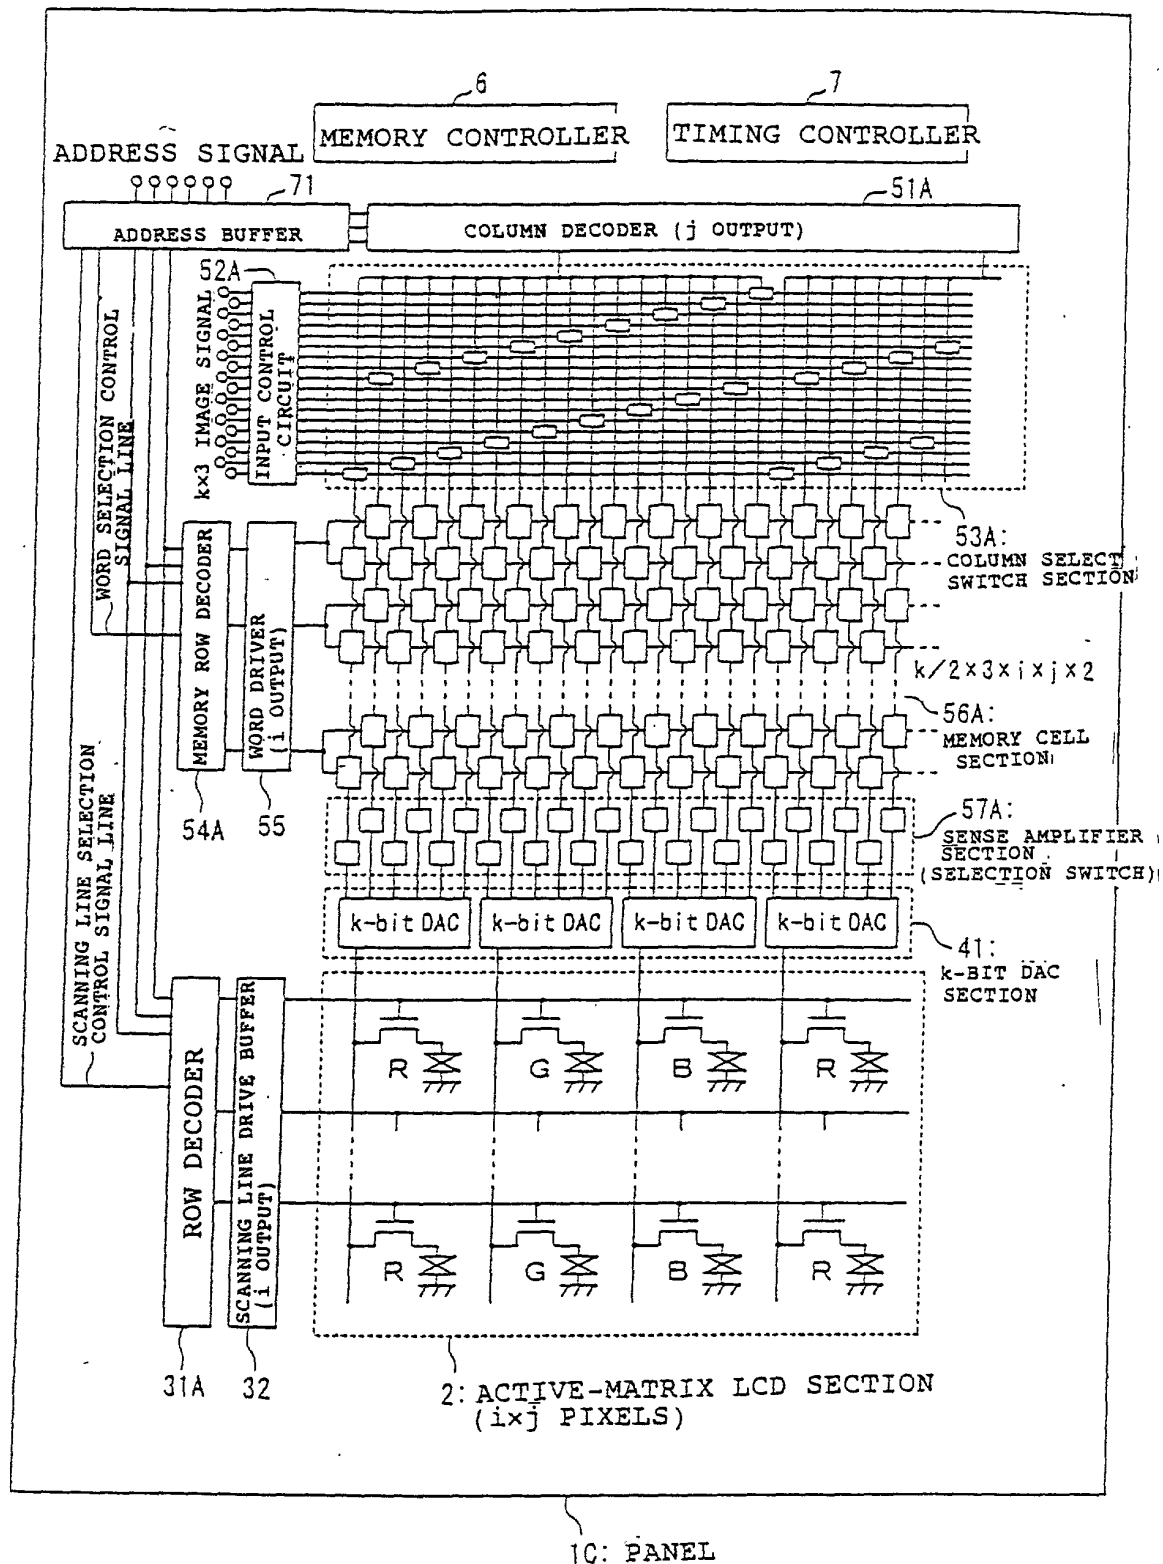 6
7
MEMORY CONTROLLER
TIMING CONTROLLER
ADDRESS SIGNAL
71
51A
ADDRESS BUFFER
COLUMN DECODER (j OUTPUT)
52A
k×3 IMAGE SIGNAL
INPUT CONTROL
CIRCUIT
WORD SELECTION CONTROL
SIGNAL LINE
53A:
COLUMN SELECT
SWITCH SECTION
MEMORY ROW DECODER
WORD DRIVER
(i OUTPUT)
k/2×3×i×j×2
56A:
MEMORY CELL
SECTION
54A
55
57A:
SENSE AMPLIFIER
SECTION
(SELECTION SWITCH)
SCANNING LINE SELECTION
CONTROL SIGNAL LINE
k-bit DAC
k-bit DAC
k-bit DAC
k-bit DAC
41:
k-BIT DAC
SECTION
ROW DECODER
SCANNING LINE DRIVE BUFFER
(i OUTPUT)
R
G
B
R
R
G
B
R
31A
32
2: ACTIVE-MATRIX LCD SECTION
(i×j PIXELS)
1C: PANEL